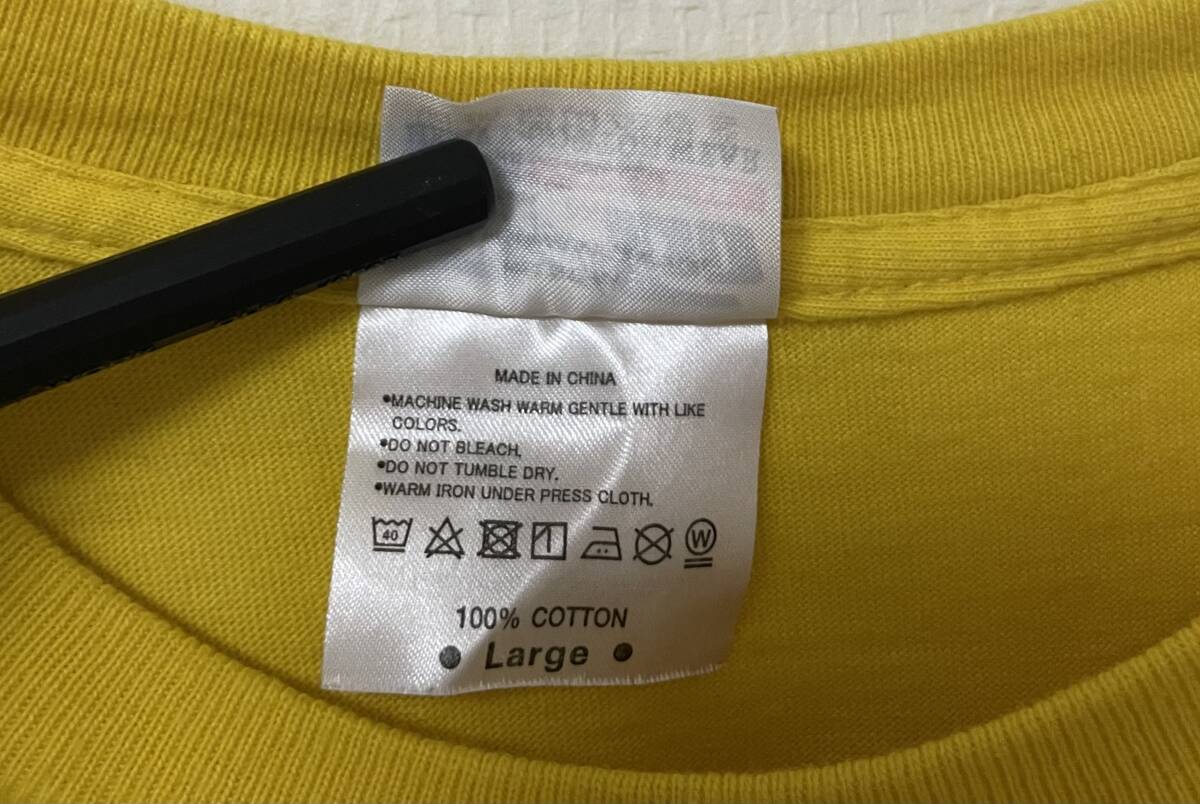 MADE IN CHINA
•MACHINE WASH WARM GENTLE WITH LIKE
COLORS.
•DO NOT BLEACH.
•DO NOT TUMBLE DRY.
•WARM IRON UNDER PRESS CLOTH.
40
W
100% COTTON
• Large •